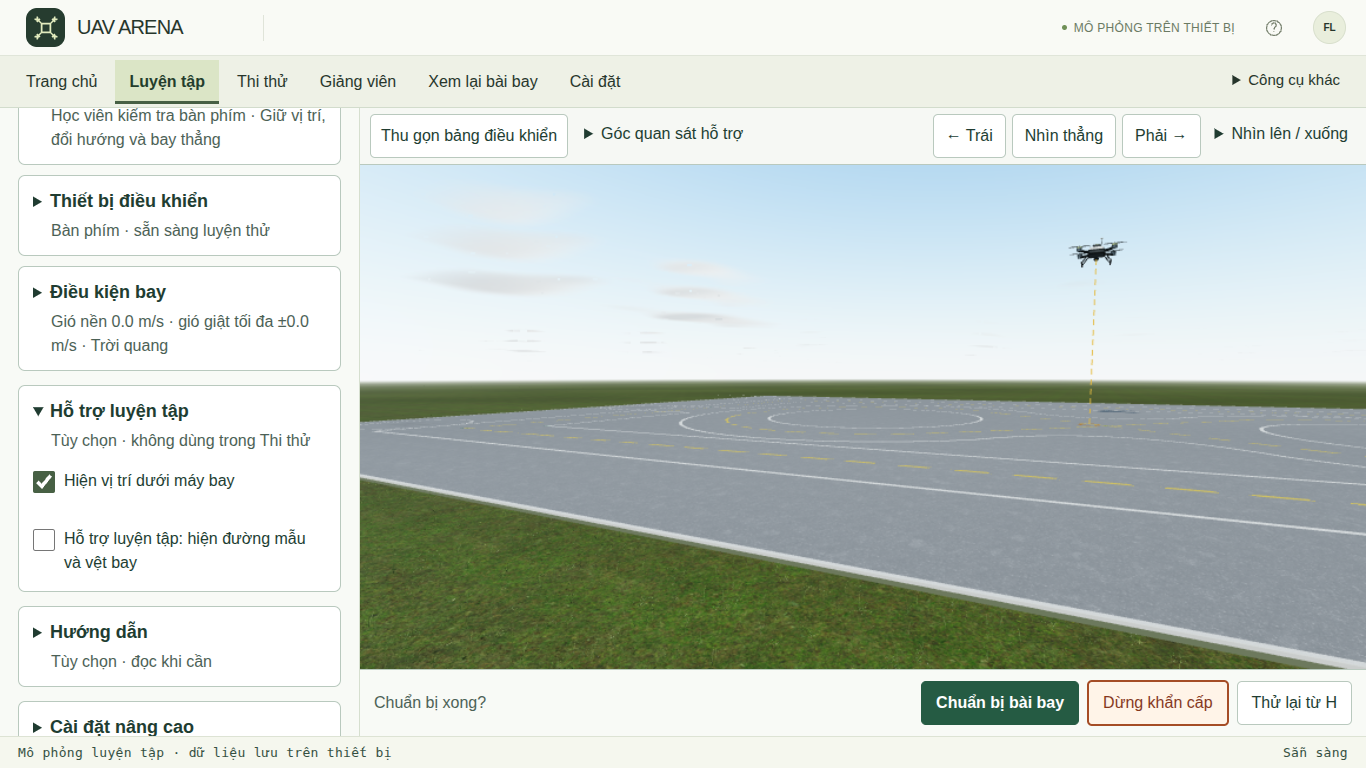 UAV ARENA
MÔ PHỎNG TRÊN THIẾT BỊ
FL
Trang chủ
Luyện tập
Thi thử
Giảng viên
Xem lại bài bay
Cài đặt
Công cụ khác
Học viên kiểm tra bàn phím · Giữ vị trí,
đổi hướng và bay thẳng
Thiết bị điều khiển
Bàn phím · sẵn sàng luyện thử
Điều kiện bay
Gió nền 0.0 m/s · gió giật tối đa ±0.0
m/s · Trời quang
Hỗ trợ luyện tập
Tùy chọn · không dùng trong Thi thử
Hiện vị trí dưới máy bay
Hỗ trợ luyện tập: hiện đường mẫu
và vệt bay
Hướng dẫn
Tùy chọn · đọc khi cần
Cài đặt nâng cao
Thu gọn bảng điều khiển
Góc quan sát hỗ trợ
← Trái
Nhìn thẳng
Phải →
Nhìn lên / xuống
Chuẩn bị xong?
Chuẩn bị bài bay
Dừng khẩn cấp
Thử lại từ H
Mô phỏng luyện tập · dữ liệu lưu trên thiết bị
Sẵn sàng